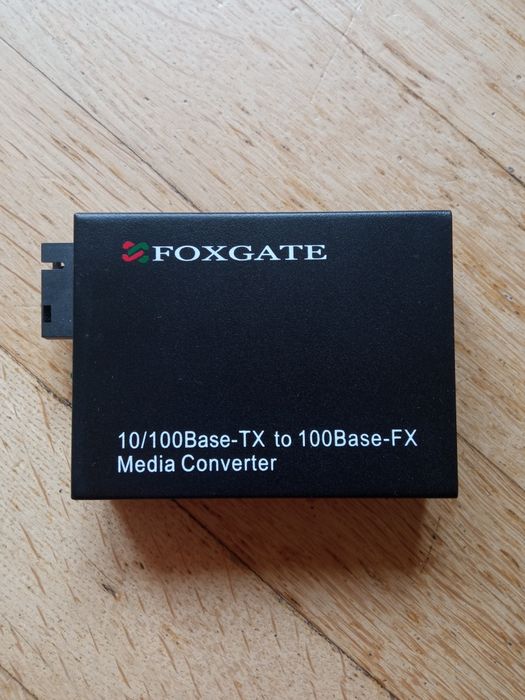 FOXGATE
10/100Base-TX to 100Base-FX
Media Converter